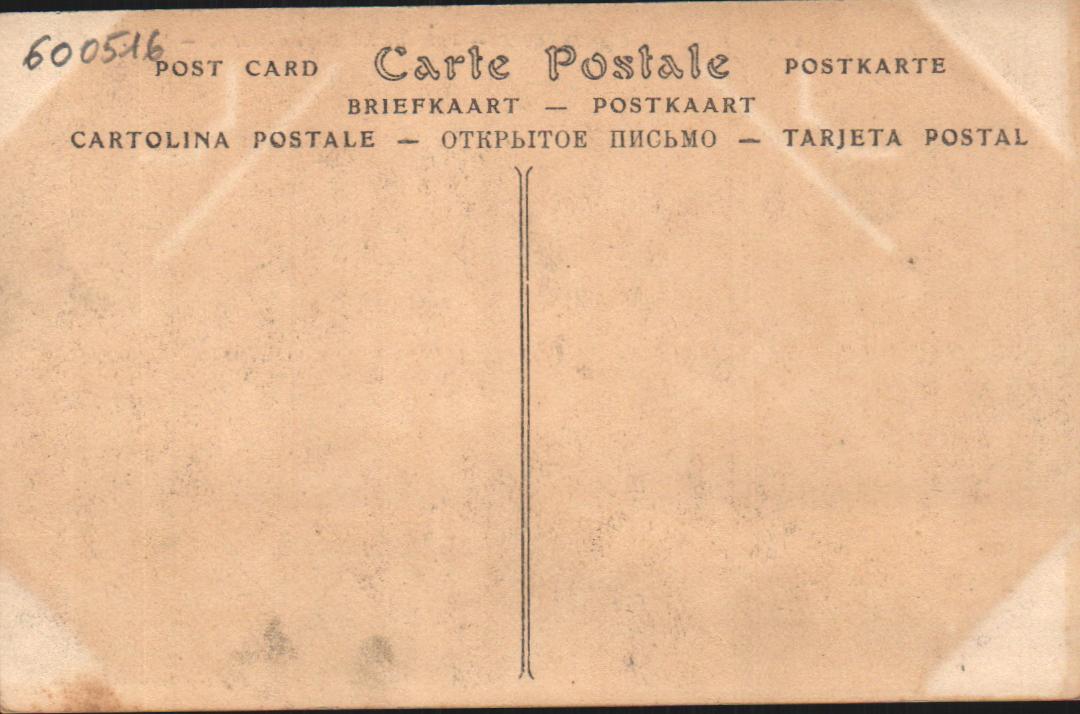 600516
POST CARD Carte Postale POSTKARTE
BRIEFKAART — POSTKAART
CARTOLINA POSTALE — ОТКРЫТОЕ ПИСЬМО — TARJETA POSTAL